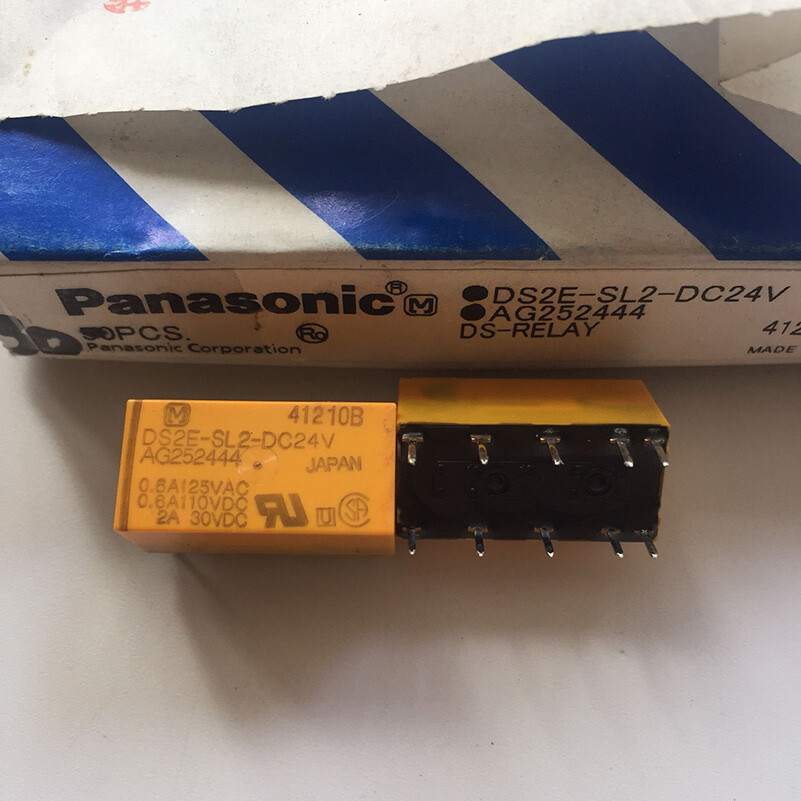 Panasonic® M
●DS2E-SL2-DC24V
●AG252444
DS-RELAY
412
MADE
PCS.
Panasonic Corporation
M 41210B
DS2E-SL2-DC24V
AG252444
JAPAN
0.6A125VAC
0.6A110VDC
2A 30VDC